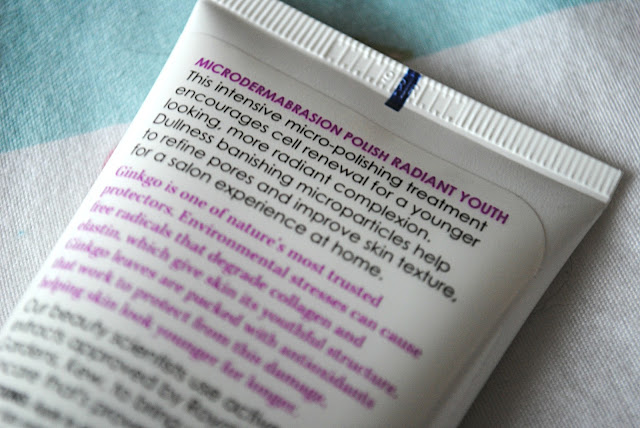 MICRODERMABRASION POLISH RADIANT YOUTH
This intensive micro-polishing treatment
encourages cell renewal for a younger
looking, more radiant complexion.
Dullness banishing microparticles help
to refine pores and improve skin texture,
for a salon experience at home.
Ginkgo is one of nature's most trusted
protectors. Environmental stresses can cause
free radicals that degrade collagen and
elastin, which give skin its youthful structure.
Ginkgo leaves are packed with antioxidants
that work to protect from this damage,
helping skin look younger for longer.
Our beauty scientists use active
extracts approved by
Kew, to bring
that's